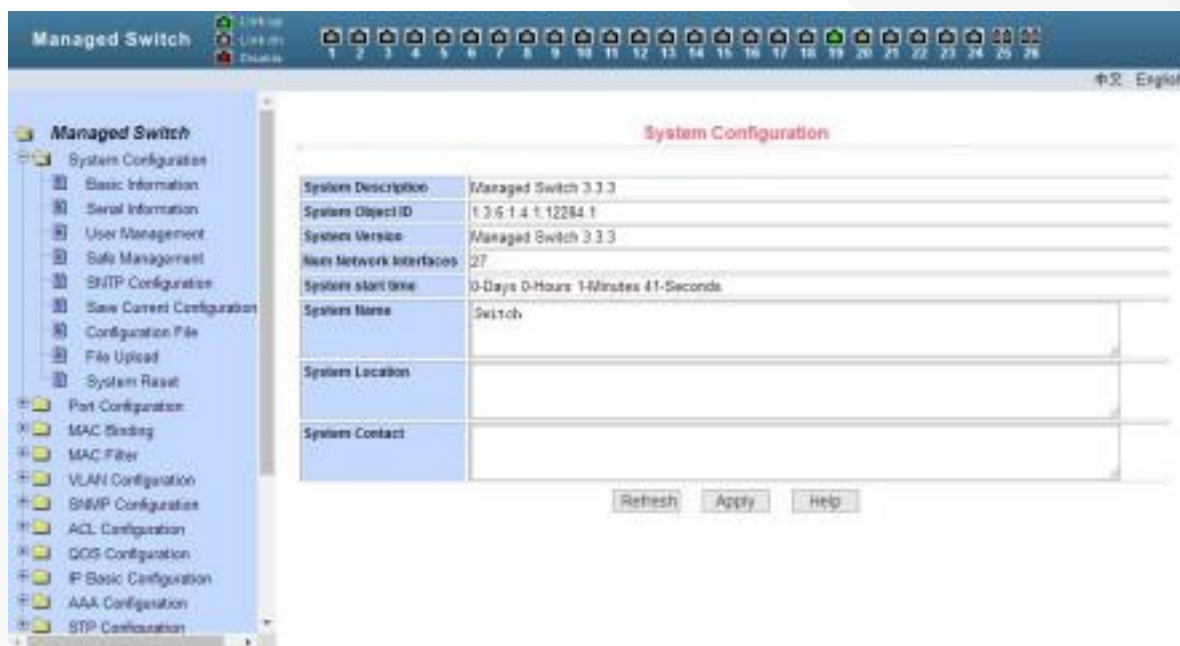 Managed Switch
Link up
Link on
Disable
1 2 3 4 5 6 7 8 9 10 11 12 13 14 15 16 17 18 19 20 21 22 23 24 25 26
中文 English
Managed Switch
System Configuration
Basic Information
Serial Information
User Management
Safe Management
SNTP Configuration
Save Current Configuration
Configuration File
File Upload
System Reset
Port Configuration
MAC Binding
MAC Filter
VLAN Configuration
SNMP Configuration
ACL Configuration
QOS Configuration
IP Basic Configuration
AAA Configuration
STP Configuration
System Configuration
System Description Managed Switch 3.3.3
System Object ID 1.3.6.1.4.1.12284.1
System Version Managed Switch 3.3.3
Num Network Interfaces 27
System start time 0-Days 0-Hours 1-Minutes 41-Seconds
System Name Switch
System Location
System Contact
Refresh Apply Help